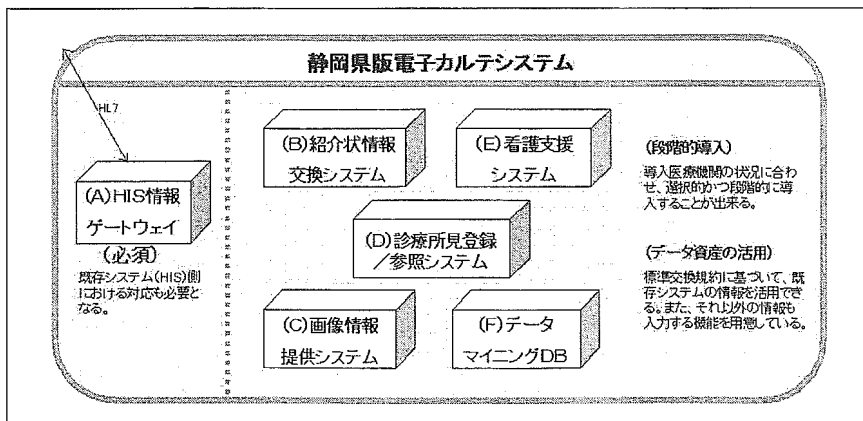 静岡県版電子カルテシステム
HL7
(A)HIS情報
ゲートウェイ
(必須)
既存システム(HIS)側
における対応も必要と
なる。
(B)紹介状情報
交換システム
(E)看護支援
システム
(D)診療所見登録
/参照システム
(C)画像情報
提供システム
(F)データ
マイニングDB
(段階的導入)
導入医療機関の状況に合わ
せ、選択的かつ段階的に導
入することが出来る。
(データ資産の活用)
標準交換規約に基づいて、既
存システムの情報を活用でき
る。また、それ以外の情報も
入力する機能を用意している。